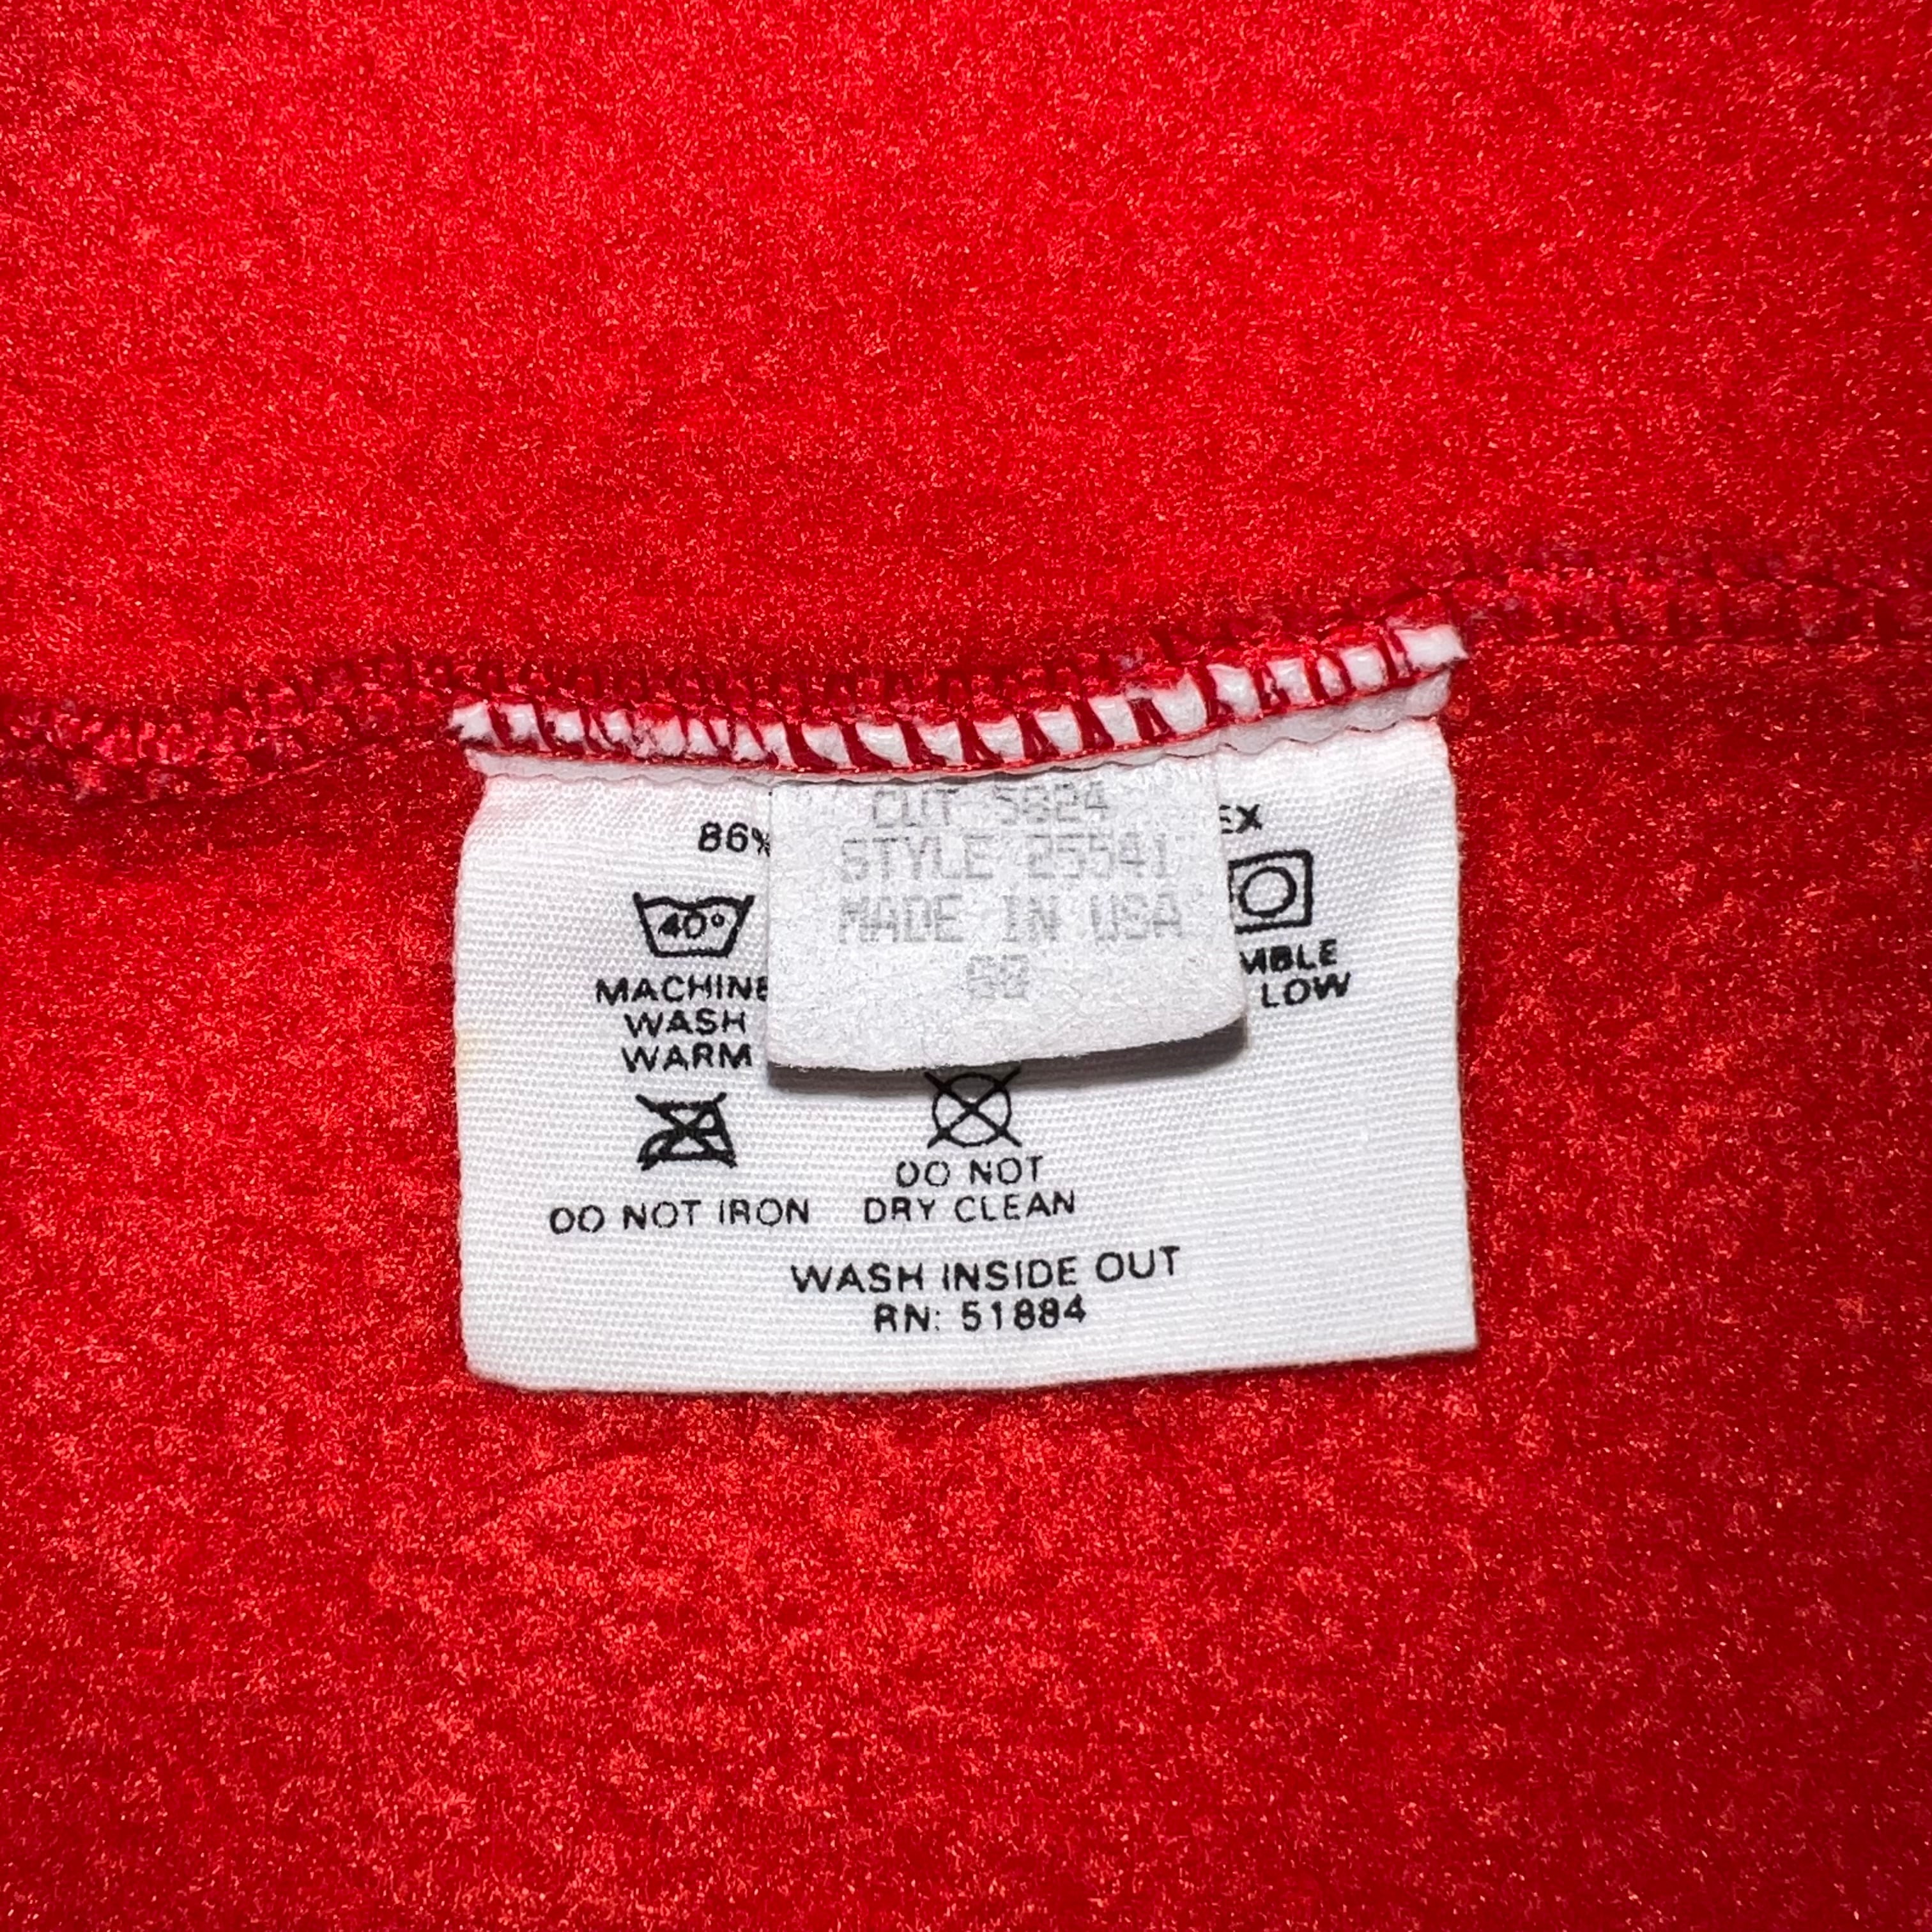 CUT 5824
STYLE 25541
MADE IN USA
86%
EX
40°
MACHINE
WASH
WARM
MBLE
LOW
DO NOT IRON
DO NOT
DRY CLEAN
WASH INSIDE OUT
RN: 51884